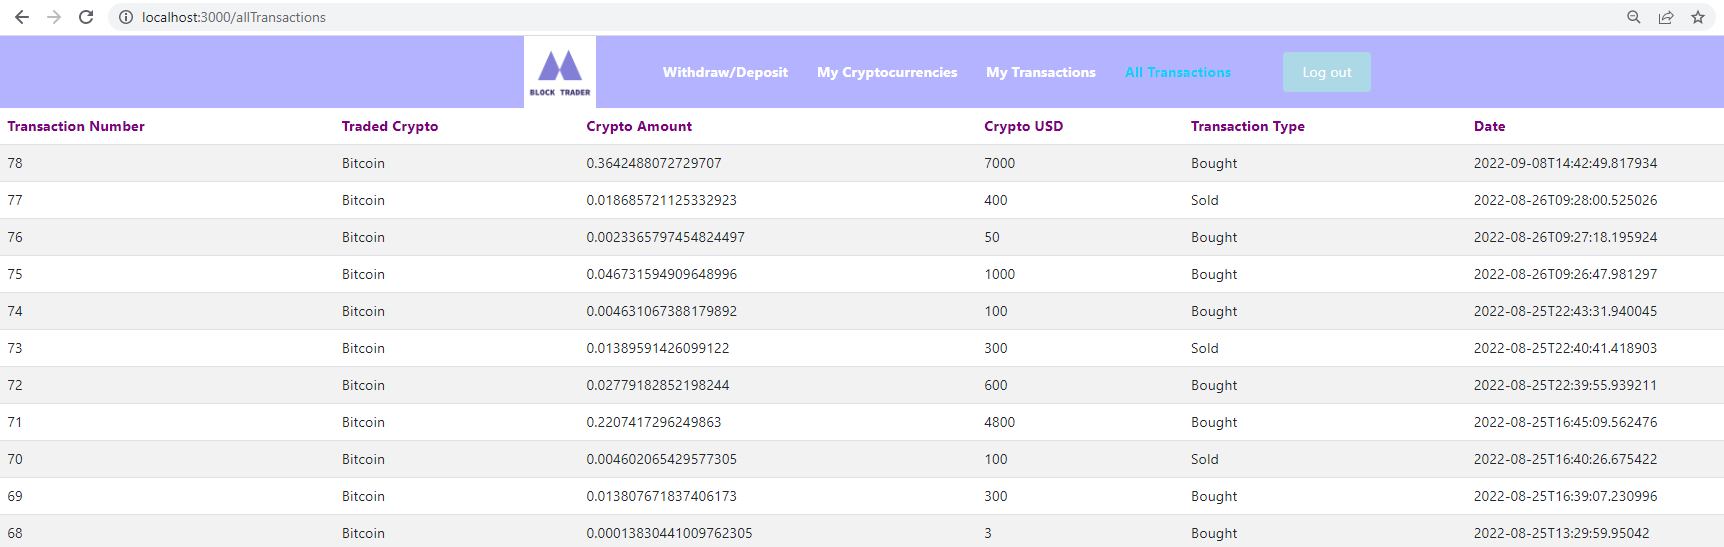 localhost:3000/allTransactions
BLOCK TRADER
Withdraw/Deposit My Cryptocurrencies My Transactions All Transactions Log out
Transaction Number Traded Crypto Crypto Amount Crypto USD Transaction Type Date
78 Bitcoin 0.3642488072729707 7000 Bought 2022-09-08T14:42:49.817934
77 Bitcoin 0.018685721125332923 400 Sold 2022-08-26T09:28:00.525026
76 Bitcoin 0.0023365797454824497 50 Bought 2022-08-26T09:27:18.195924
75 Bitcoin 0.046731594909648996 1000 Bought 2022-08-26T09:26:47.981297
74 Bitcoin 0.004631067388179892 100 Bought 2022-08-25T22:43:31.940045
73 Bitcoin 0.01389591426099122 300 Sold 2022-08-25T22:40:41.418903
72 Bitcoin 0.02779182852198244 600 Bought 2022-08-25T22:39:55.939211
71 Bitcoin 0.2207417296249863 4800 Bought 2022-08-25T16:45:09.562476
70 Bitcoin 0.004602065429577305 100 Sold 2022-08-25T16:40:26.675422
69 Bitcoin 0.013807671837406173 300 Bought 2022-08-25T16:39:07.230996
68 Bitcoin 0.00013830441009762305 3 Bought 2022-08-25T13:29:59.95042